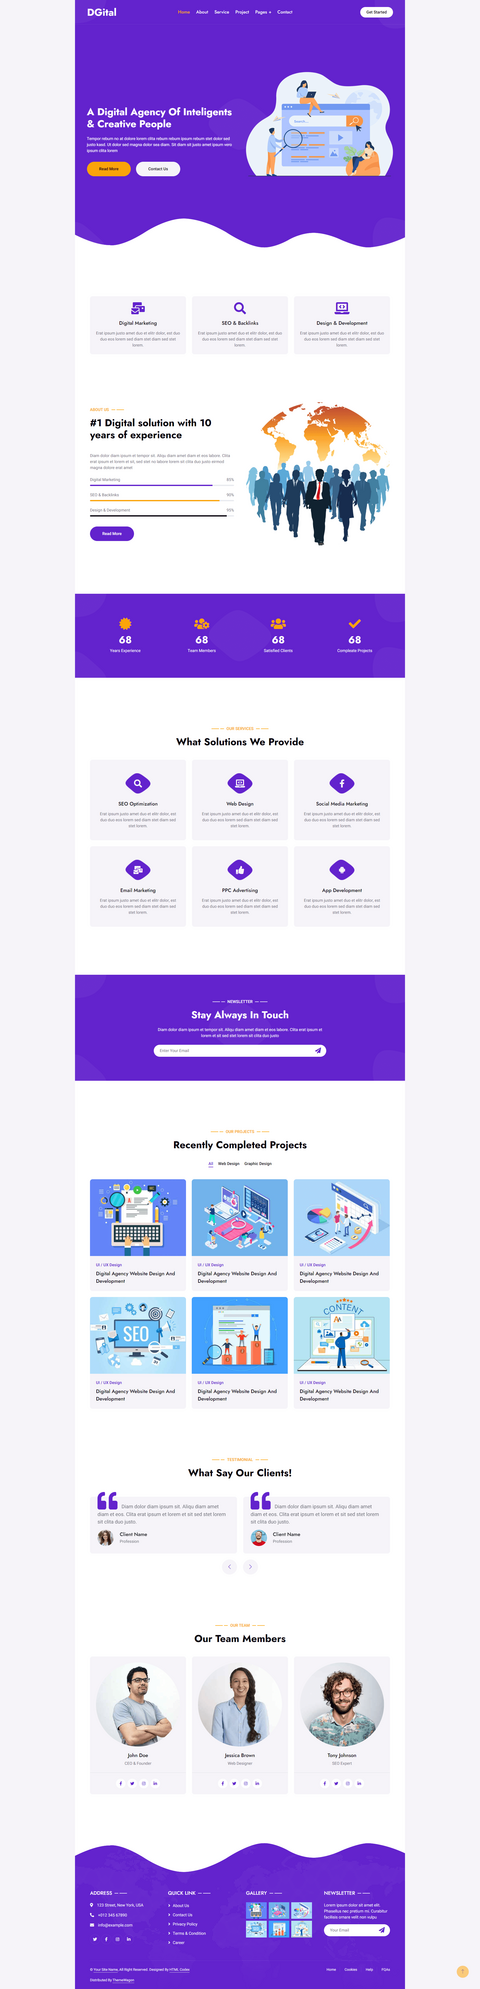 DGital
Home About Service Project Pages Contact
Get Started
A Digital Agency Of Inteligents
& Creative People
Tempor rebum no at dolore lorem clita rebum rebum ipsum rebum stet dolor sed
justo kasd. Ut dolor sed magna dolor sea diam. Sit diam sit justo amet ipsum vero
ipsum clita lorem
Read More
Contact Us
Digital Marketing
Erat ipsum justo amet duo et elitr dolor, est duo
duo eos lorem sed diam stet diam sed stet
lorem.
SEO & Backlinks
Erat ipsum justo amet duo et elitr dolor, est duo
duo eos lorem sed diam stet diam sed stet
lorem.
Design & Development
Erat ipsum justo amet duo et elitr dolor, est duo
duo eos lorem sed diam stet diam sed stet
lorem.
ABOUT US
#1 Digital solution with 10
years of experience
Diam dolor diam ipsum et tempor sit. Aliqu diam amet diam et eos labore. Clita
erat ipsum et lorem et sit, sed stet no labore lorem sit clita duo justo eirmod
magna dolore erat amet
Digital Marketing 85%
SEO & Backlinks 90%
Design & Development 95%
Read More
68
Years Experience
68
Team Members
68
Satisfied Clients
68
Compleate Projects
OUR SERVICES
What Solutions We Provide
SEO Optimization
Erat ipsum justo amet duo et elitr dolor, est
duo duo eos lorem sed diam stet diam sed
stet lorem.
Web Design
Erat ipsum justo amet duo et elitr dolor, est
duo duo eos lorem sed diam stet diam sed
stet lorem.
Social Media Marketing
Erat ipsum justo amet duo et elitr dolor, est
duo duo eos lorem sed diam stet diam sed
stet lorem.
Email Marketing
Erat ipsum justo amet duo et elitr dolor, est
duo duo eos lorem sed diam stet diam sed
stet lorem.
PPC Advertising
Erat ipsum justo amet duo et elitr dolor, est
duo duo eos lorem sed diam stet diam sed
stet lorem.
App Development
Erat ipsum justo amet duo et elitr dolor, est
duo duo eos lorem sed diam stet diam sed
stet lorem.
NEWSLETTER
Stay Always In Touch
Diam dolor diam ipsum et tempor sit. Aliqu diam amet diam et eos labore. Clita erat ipsum et
lorem et sit sed stet lorem sit clita duo justo
Enter Your Email
OUR PROJECTS
Recently Completed Projects
All Web Design Graphic Design
UI / UX Design
Digital Agency Website Design And
Development
UI / UX Design
Digital Agency Website Design And
Development
UI / UX Design
Digital Agency Website Design And
Development
SEO
CONTENT
UI / UX Design
Digital Agency Website Design And
Development
UI / UX Design
Digital Agency Website Design And
Development
UI / UX Design
Digital Agency Website Design And
Development
TESTIMONIAL
What Say Our Clients!
Diam dolor diam ipsum sit. Aliqu diam amet
diam et eos. Clita erat ipsum et lorem et sit sed stet lorem
sit clita duo justo.
Client Name
Profession
Diam dolor diam ipsum sit. Aliqu diam amet
diam et eos. Clita erat ipsum et lorem et sit sed stet lorem
sit clita duo justo.
Client Name
Profession
OUR TEAM
Our Team Members
John Doe
CEO & Founder
Jessica Brown
Web Designer
Tony Johnson
SEO Expert
ADDRESS
123 Street, New York, USA
+012 345 67890
info@example.com
QUICK LINK
About Us
Contact Us
Privacy Policy
Terms & Condition
Career
GALLERY
NEWSLETTER
Lorem ipsum dolor sit amet elit.
Phasellus nec pretium mi. Curabitur
facilisis ornare velit non vulpu
Your Email
© Your Site Name, All Right Reserved. Designed By HTML Codex
Distributed By ThemeWagon
Home Cookies Help FQAs